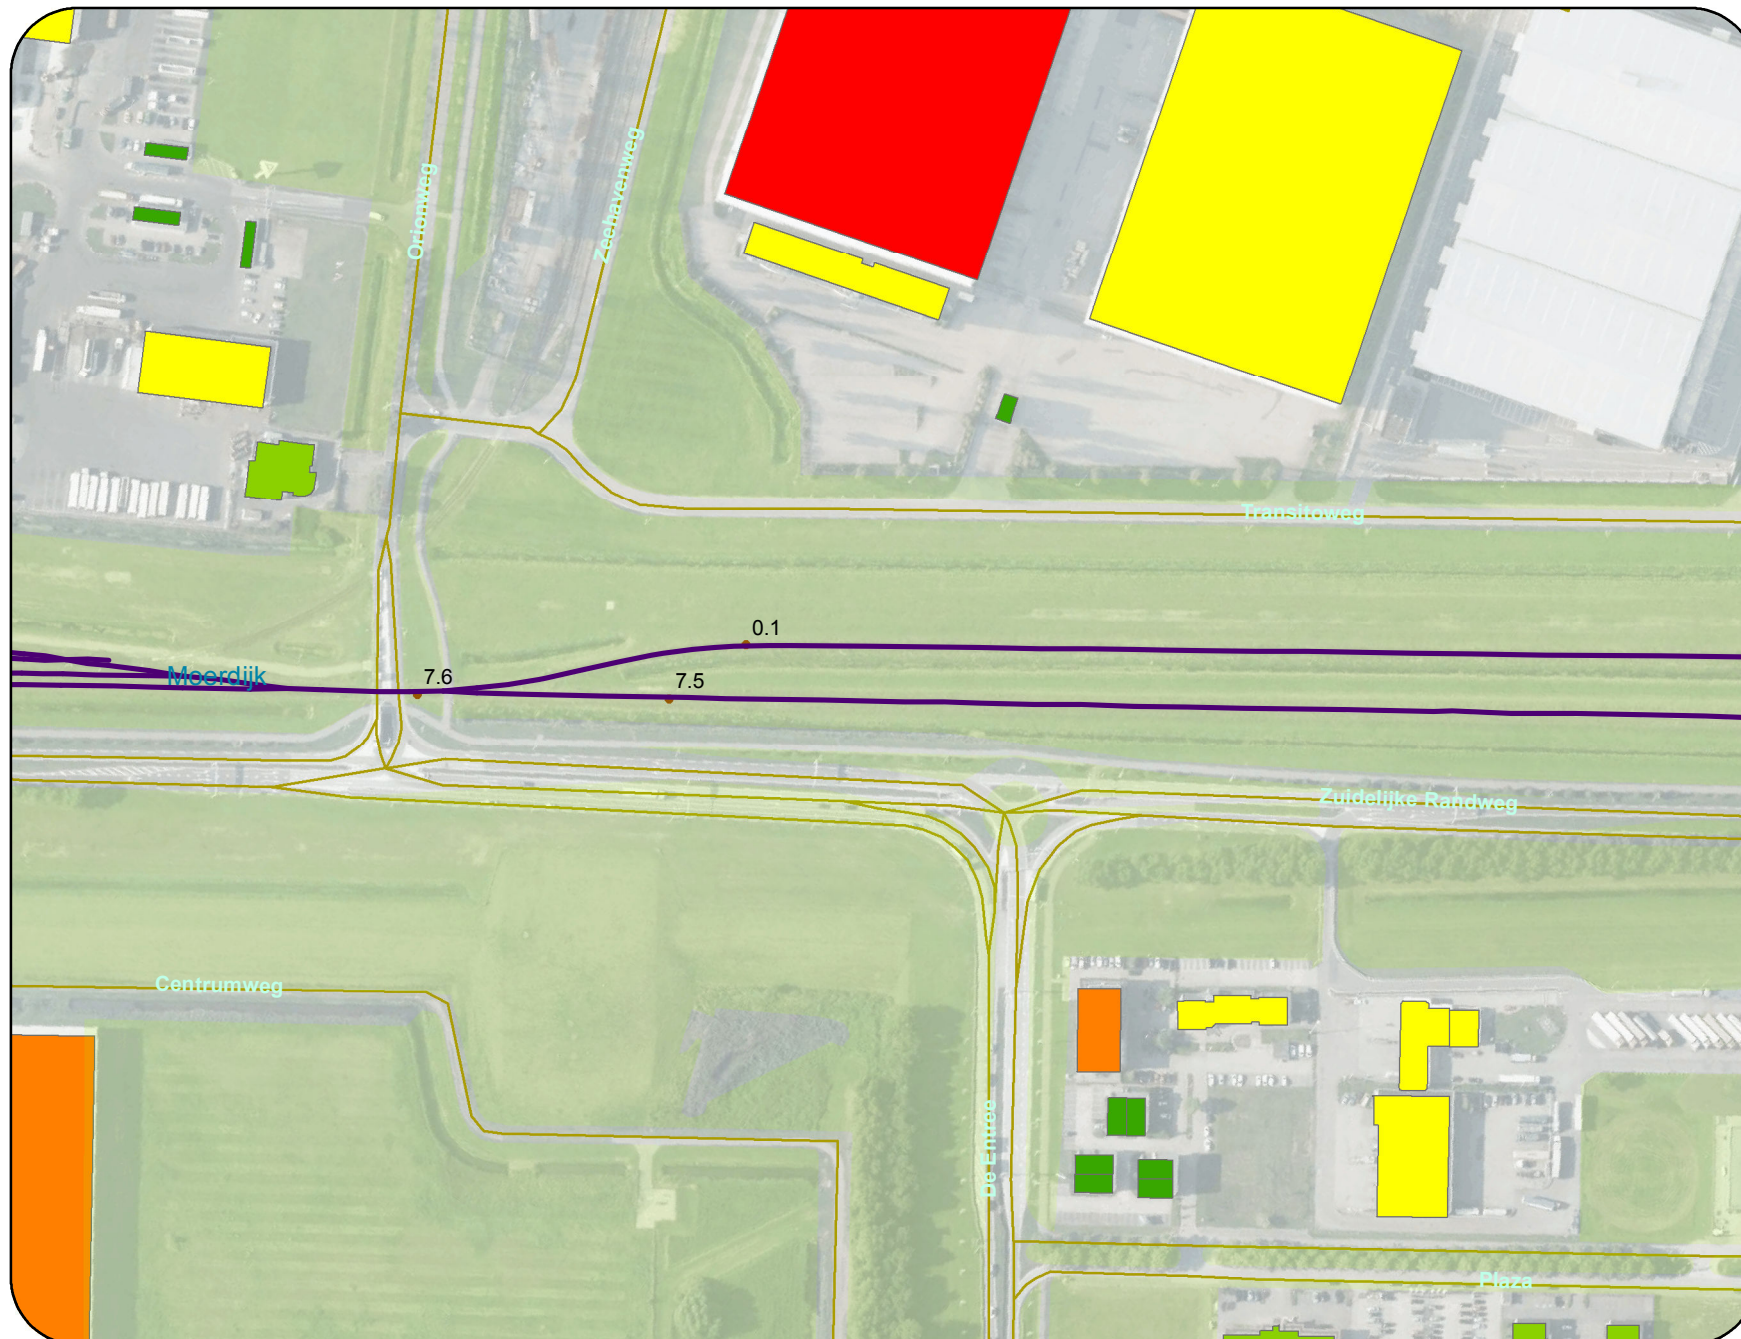 Orionweg
Zeehavenweg
Transitoweg
0.1
Moerdijk
7.6
7.5
Zuidelijke Randweg
Centrumweg
De Entree
Plaza